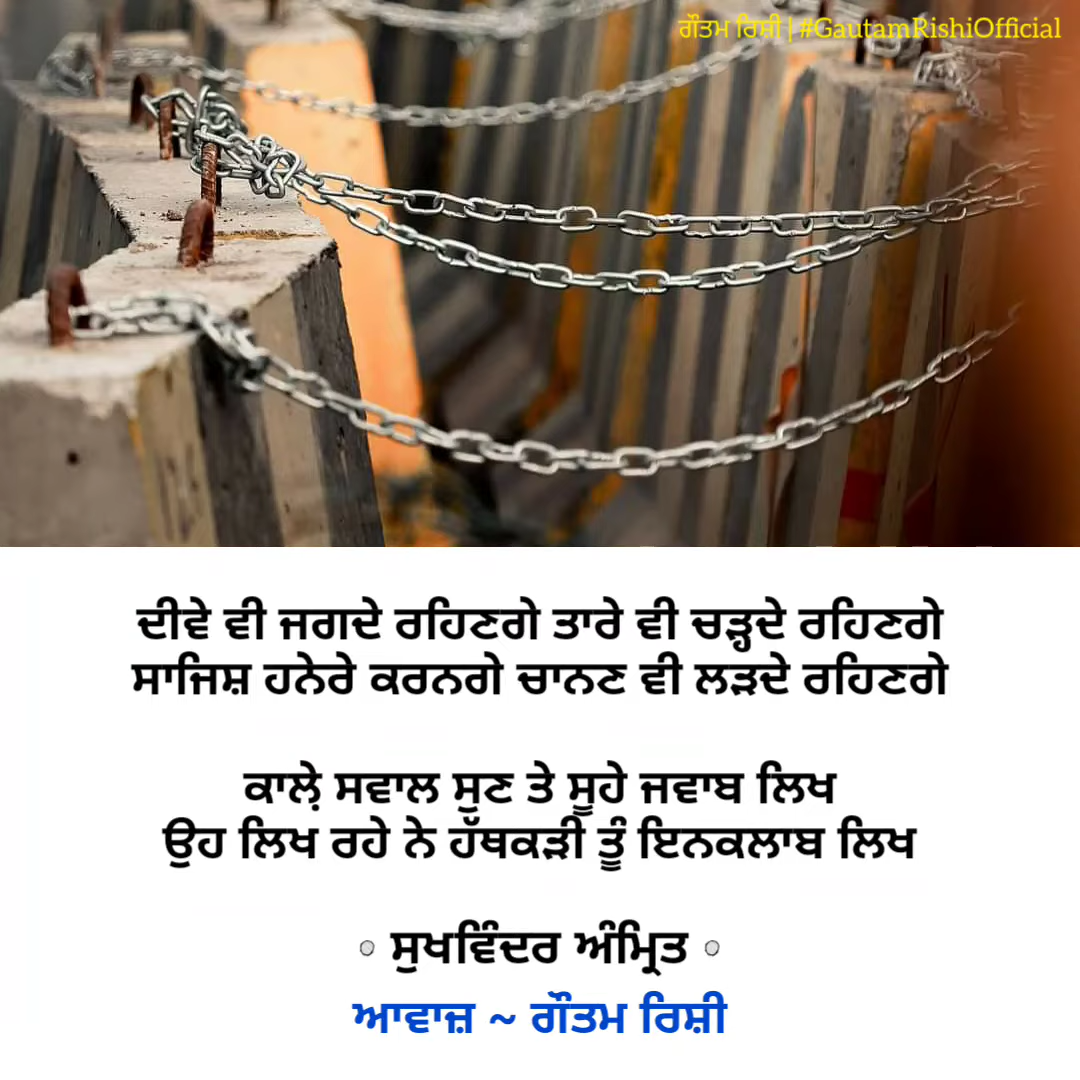 ਗੌਤਮ ਰਿਸ਼ੀ | #GautamRishiOfficial
ਦੀਵੇ ਵੀ ਜਗਦੇ ਰਹਿਣਗੇ ਤਾਰੇ ਵੀ ਚੜ੍ਹਦੇ ਰਹਿਣਗੇ
ਸਾਜਿਸ਼ ਹਨੇਰੇ ਕਰਨਗੇ ਚਾਨਣ ਵੀ ਲੜਦੇ ਰਹਿਣਗੇ
ਕਾਲੇ਼ ਸਵਾਲ ਸੁਣ ਤੇ ਸੂਹੇ ਜਵਾਬ ਲਿਖ
ਉਹ ਲਿਖ ਰਹੇ ਨੇ ਹੱਥਕੜੀ ਤੂੰ ਇਨਕਲਾਬ ਲਿਖ
◦ ਸੁਖਵਿੰਦਰ ਅੰਮ੍ਰਿਤ ◦
ਆਵਾਜ਼ ~ ਗੌਤਮ ਰਿਸ਼ੀ